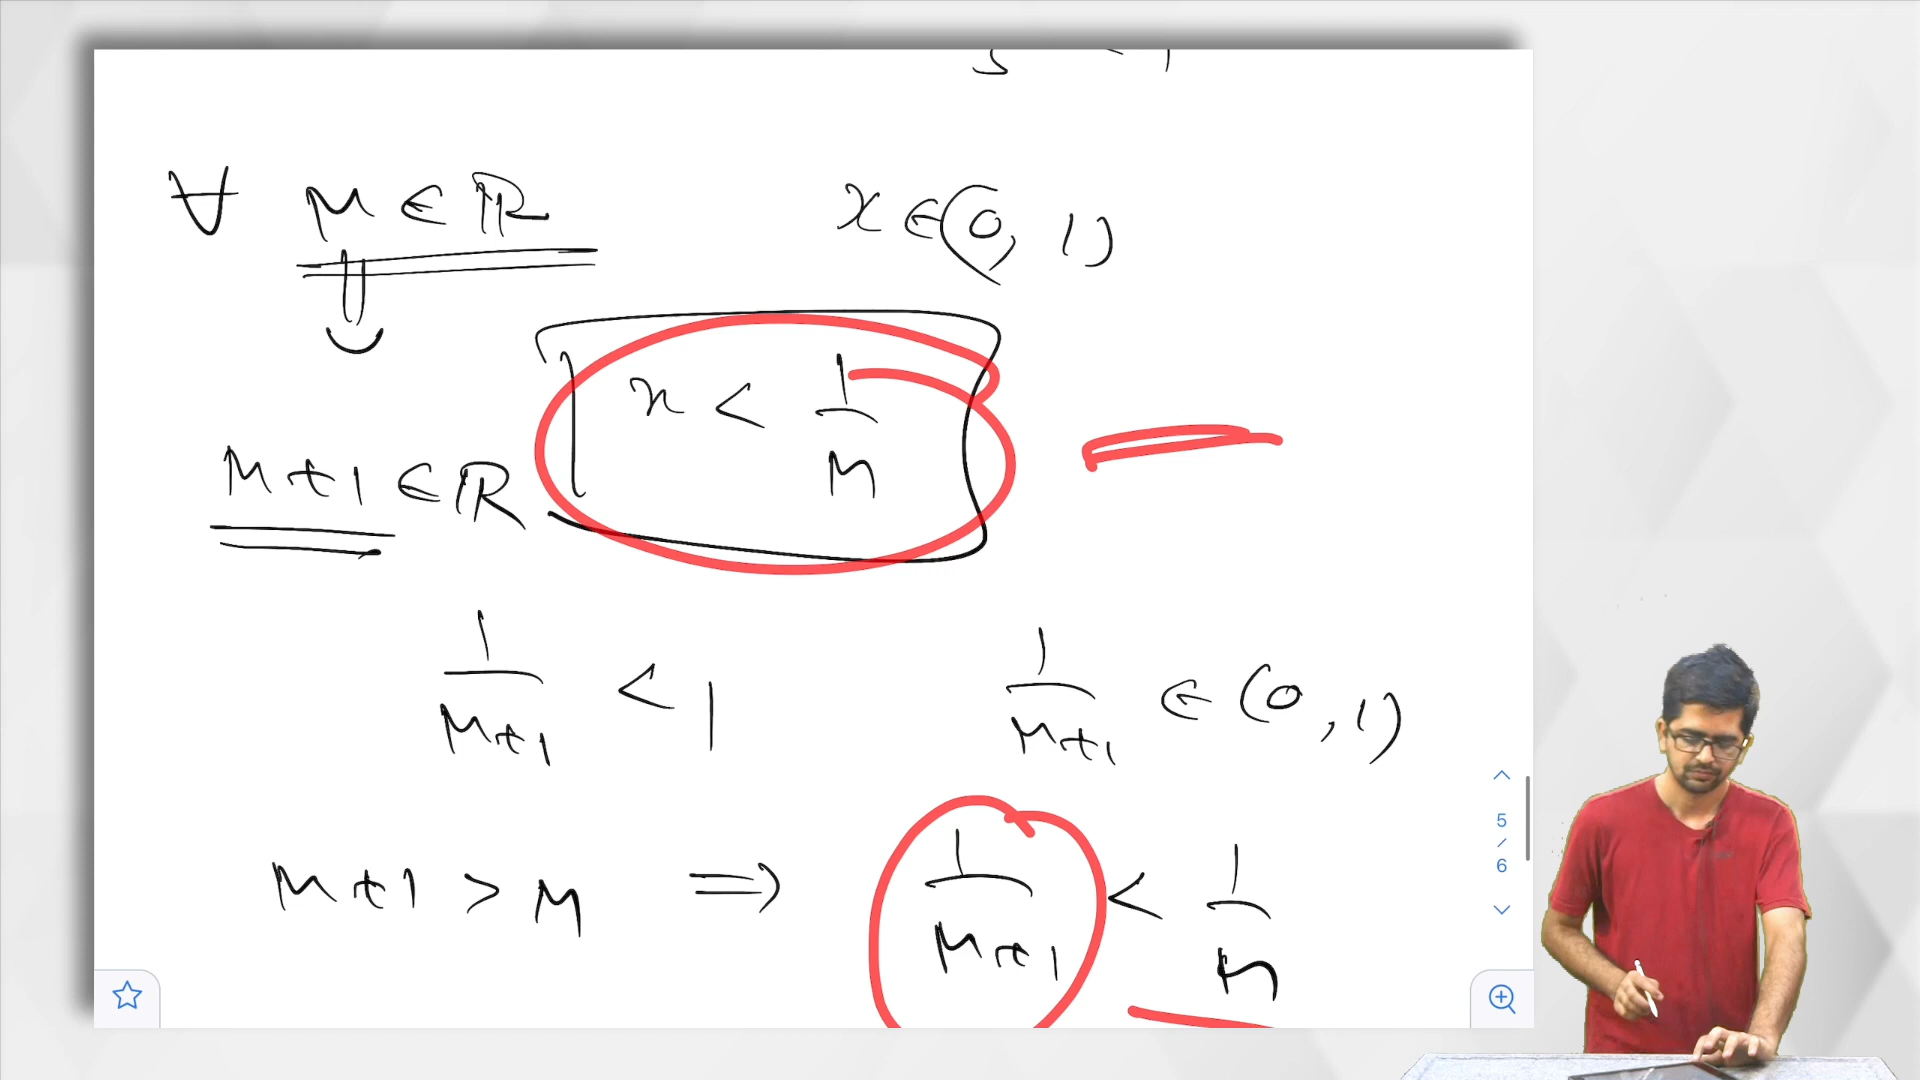 ∀ M ∈ ℝ x ∈ (0, 1)
x < 1/M
M+1 ∈ ℝ
1/(M+1) < 1 1/(M+1) ∈ (0, 1)
M+1 > M ⟹ 1/(M+1) < 1/M
5
/
6